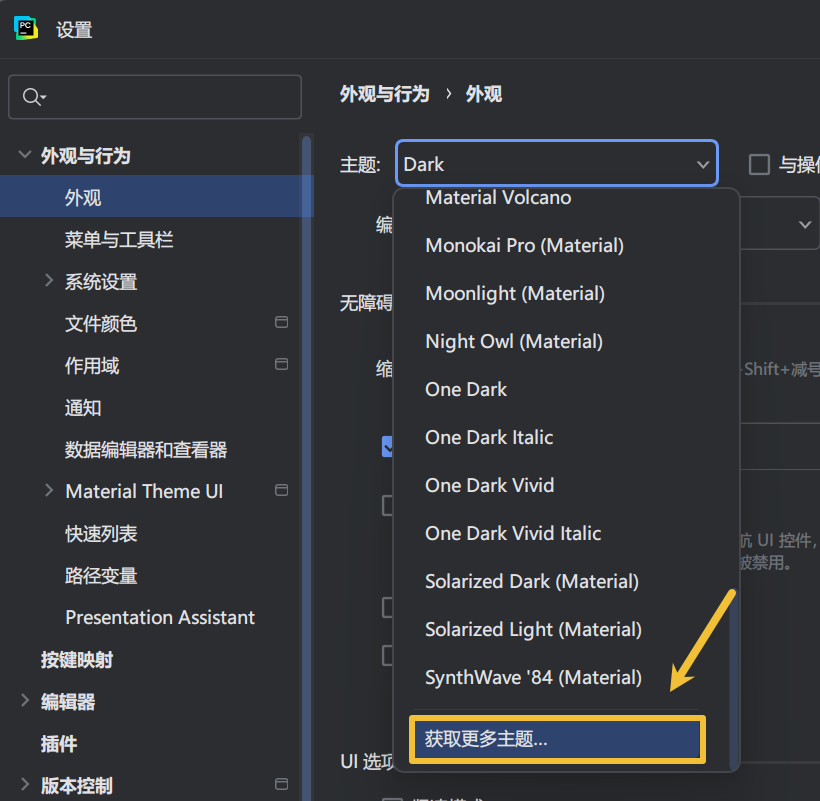 PC
设置
外观与行为 › 外观
外观与行为
外观
菜单与工具栏
系统设置
文件颜色
作用域
通知
数据编辑器和查看器
Material Theme UI
快速列表
路径变量
Presentation Assistant
按键映射
编辑器
插件
版本控制
主题:
Dark
与操作
编
无障碍
缩
Shift+减号
航 UI 控件,
被禁用。
UI 选项
Material Volcano
Monokai Pro (Material)
Moonlight (Material)
Night Owl (Material)
One Dark
One Dark Italic
One Dark Vivid
One Dark Vivid Italic
Solarized Dark (Material)
Solarized Light (Material)
SynthWave '84 (Material)
获取更多主题...